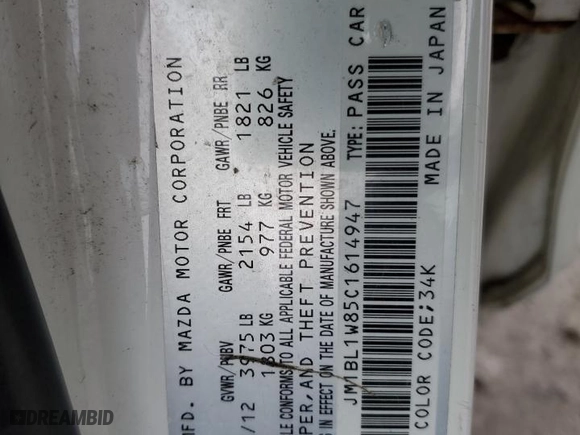 MFD. BY MAZDA MOTOR CORPORATION
GVWR/PNBV GAWR/PNBE FRT GAWR/PNBE RR
/12 3975 LB 2154 LB 1821 LB
1803 KG 977 KG 826 KG
CONFORMS TO ALL APPLICABLE FEDERAL MOTOR VEHICLE SAFETY
AND THEFT PREVENTION
IN EFFECT ON THE DATE OF MANUFACTURE SHOWN ABOVE.
JM1BL1W85C1614947 TYPE: PASS CAR
COLOR CODE;34K MADE IN JAPAN
DREAMBID